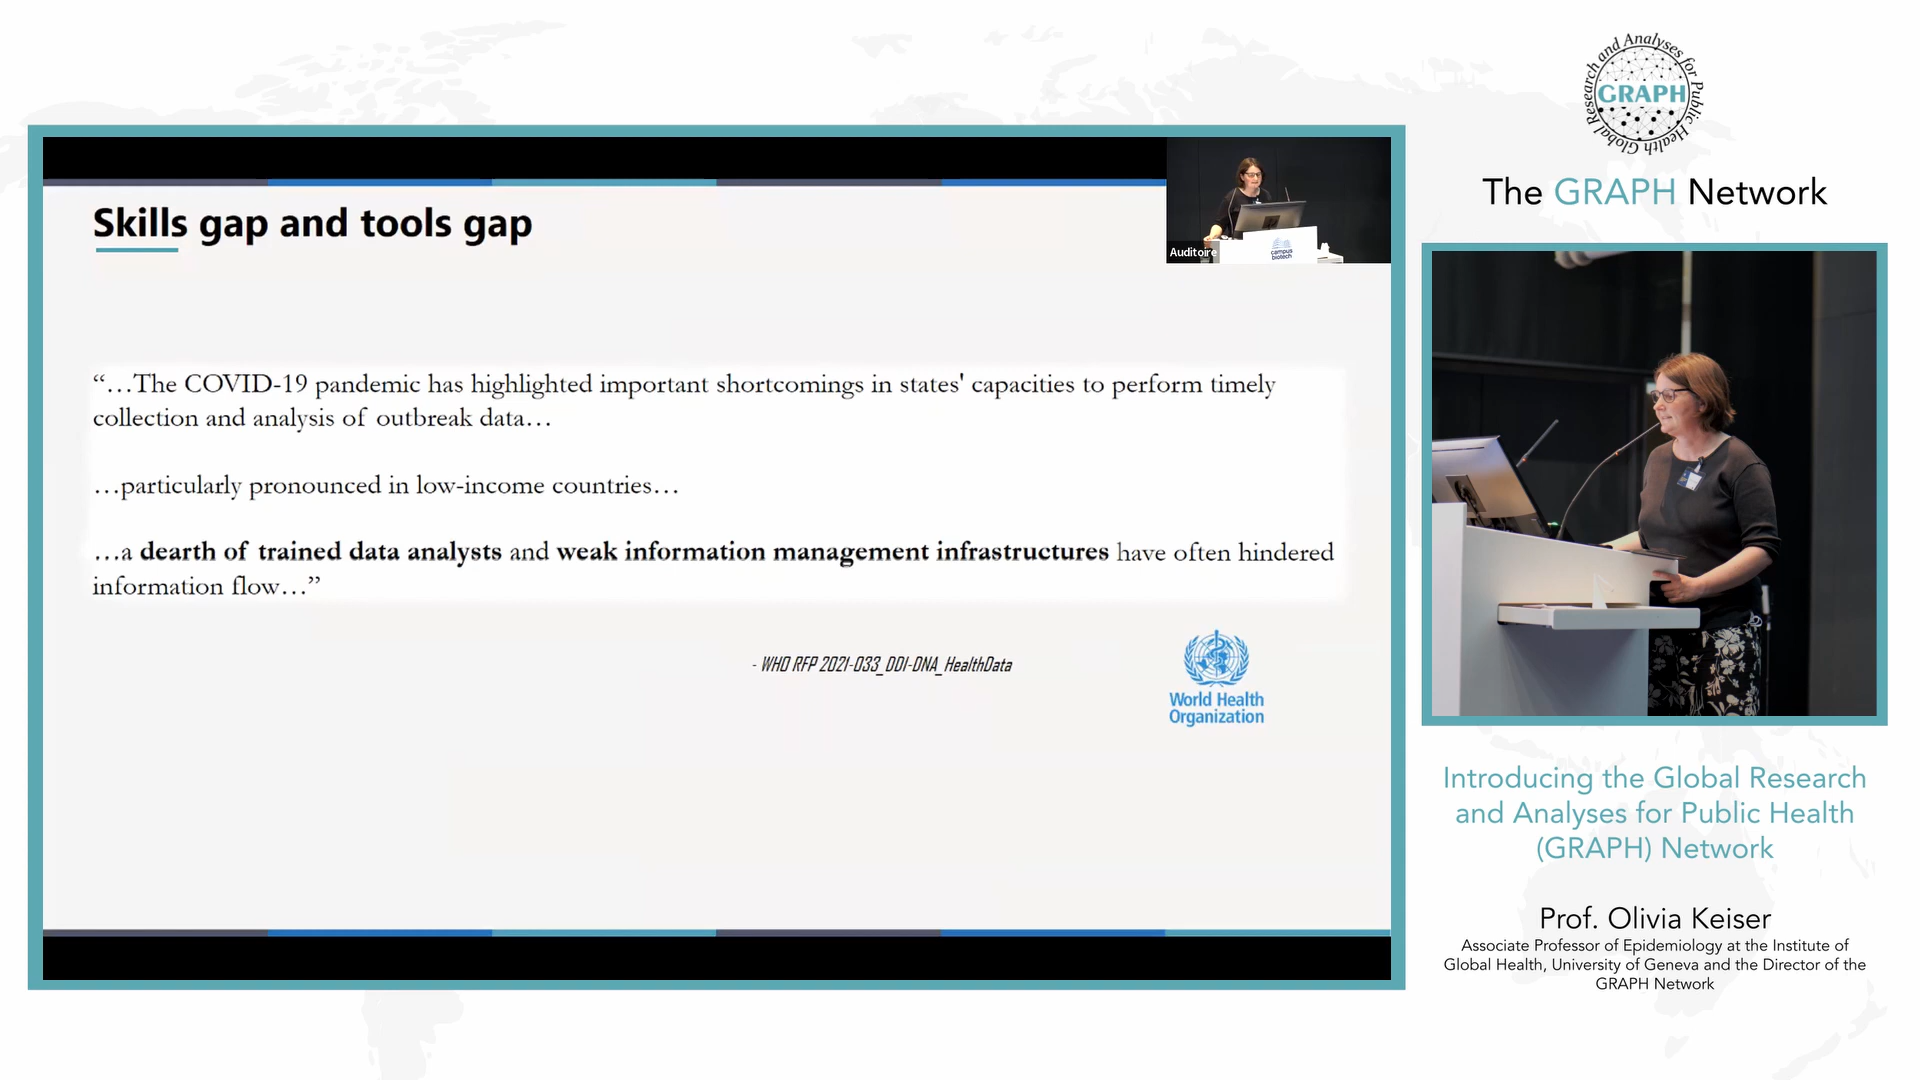 Skills gap and tools gap
“…The COVID-19 pandemic has highlighted important shortcomings in states' capacities to perform timely
collection and analysis of outbreak data…
…particularly pronounced in low-income countries…
…a dearth of trained data analysts and weak information management infrastructures have often hindered
information flow…”
- WHO RFP 2021-033_DDI-DNA_HealthData
World Health
Organization
Auditoire
campus
biotech
Global Research and Analyses for Public Health
GRAPH
The GRAPH Network
Introducing the Global Research
and Analyses for Public Health
(GRAPH) Network
Prof. Olivia Keiser
Associate Professor of Epidemiology at the Institute of
Global Health, University of Geneva and the Director of the
GRAPH Network